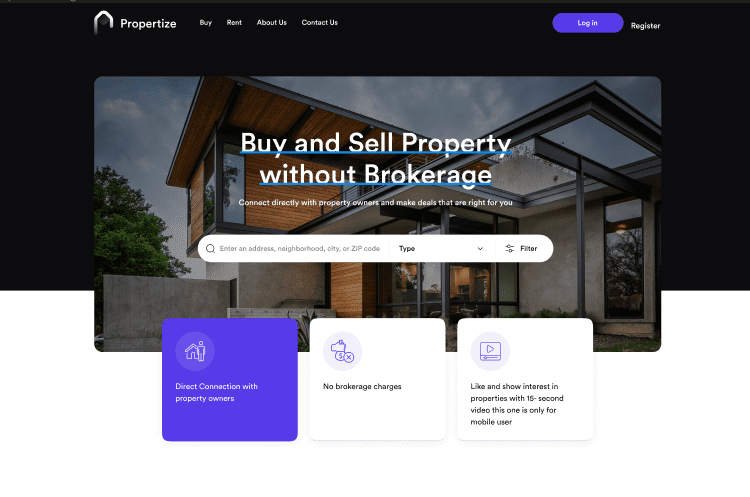 Propertize
Buy
Rent
About Us
Contact Us
Log in
Register
Buy and Sell Property
without Brokerage
Connect directly with property owners and make deals that are right for you
Enter an address, neighborhood, city, or ZIP code
Type
Filter
Direct Connection with
property owners
No brokerage charges
Like and show interest in
properties with 15- second
video this one is only for
mobile user